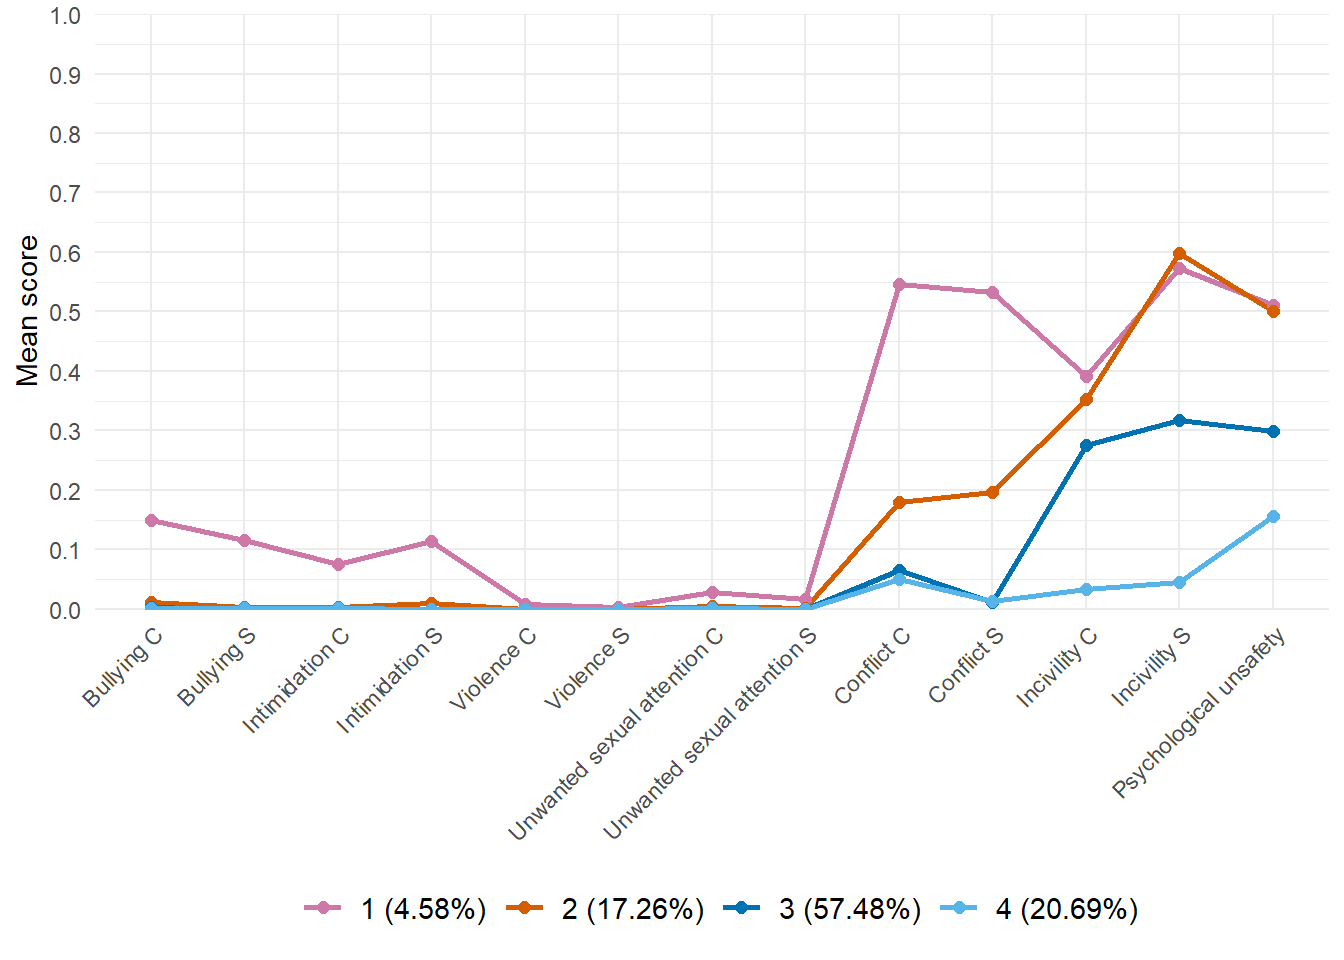 1.0
0.9
0.8
0.7
0.6
0.5
0.4
0.3
0.2
0.1
0.0
Mean score
Bullying C
Bullying S
Intimidation C
Intimidation S
Violence C
Violence S
Unwanted sexual attention C
Unwanted sexual attention S
Conflict C
Conflict S
Incivility C
Incivility S
Psychological unsafety
1 (4.58%) 2 (17.26%) 3 (57.48%) 4 (20.69%)